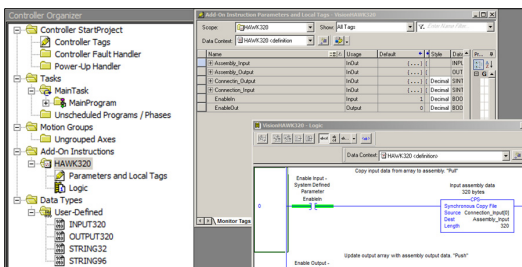 Controller Organizer
Controller StartProject
Controller Tags
Controller Fault Handler
Power-Up Handler
Tasks
MainTask
MainProgram
Unscheduled Programs / Phases
Motion Groups
Ungrouped Axes
Add-On Instructions
HAWK320
Parameters and Local Tags
Logic
Data Types
User-Defined
INPUT320
OUTPUT320
STRING32
STRING96
Add-On Instruction Parameters and Local Tags -
Scope: HAWK320 Show: All Tags
Data Context: HAWK320 <definition
Name Usage Default Style Data
Assembly_Input InOut {...} INPU
Assembly_Output InOut {...} OUT
Connectin_Output InOut {...} Decimal SINT
Connection_Input InOut {...} Decimal SINT
EnableIn Input 1 Decimal BOO
EnableOut Output 0 Decimal BOO
Monitor Tags
VisionHAWK320 - Logic
Data Context: HAWK320 <definition>
Copy input data from array to assembly: "Pull"
Enable Input -
System Defined
Parameter
EnableIn
Input assembly data
320 bytes
CPS
Synchronous Copy File
Source Connection_Input[0]
Dest Assembly_Input
Length 320
0
Update output array with assembly output data. "Push"
Enable Output -